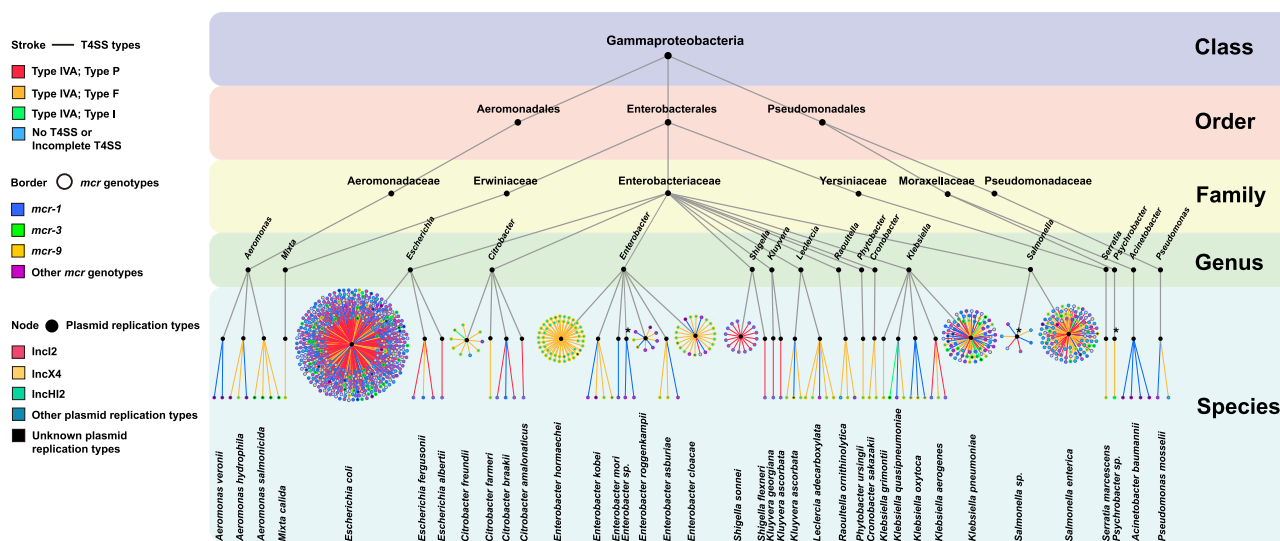 Stroke — T4SS types
Type IVA; Type P
Type IVA; Type F
Type IVA; Type I
No T4SS or
Incomplete T4SS
Border mcr genotypes
mcr-1
mcr-3
mcr-9
Other mcr genotypes
Node Plasmid replication types
IncI2
IncX4
IncHI2
Other plasmid replication types
Unknown plasmid
replication types
Class
Gammaproteobacteria
Order
Aeromonadales
Enterobacterales
Pseudomonadales
Family
Aeromonadaceae
Erwiniaceae
Enterobacteriaceae
Yersiniaceae
Moraxellaceae
Pseudomonadaceae
Genus
Aeromonas
Mixta
Escherichia
Citrobacter
Enterobacter
Shigella
Kluyvera
Leclercia
Raoultella
Phytobacter
Cronobacter
Klebsiella
Salmonella
Serratia
Psychrobacter
Acinetobacter
Pseudomonas
*
*
*
Species
Aeromonas veronii
Aeromonas hydrophila
Aeromonas salmonicida
Mixta calida
Escherichia coli
Escherichia fergusonii
Escherichia albertii
Citrobacter freundii
Citrobacter farmeri
Citrobacter braakii
Citrobacter amalonaticus
Enterobacter hormaechei
Enterobacter kobei
Enterobacter mori
Enterobacter sp.
Enterobacter roggenkampii
Enterobacter asburiae
Enterobacter cloacae
Shigella sonnei
Shigella flexneri
Kluyvera georgiana
Kluyvera ascorbata
Kluyvera ascorbata
Leclercia adecarboxylata
Raoultella ornithinolytica
Phytobacter ursingii
Cronobacter sakazakii
Klebsiella grimontii
Klebsiella quasipneumoniae
Klebsiella oxytoca
Klebsiella aerogenes
Klebsiella pneumoniae
Salmonella sp.
Salmonella enterica
Serratia marcescens
Psychrobacter sp.
Acinetobacter baumannii
Pseudomonas mosselii